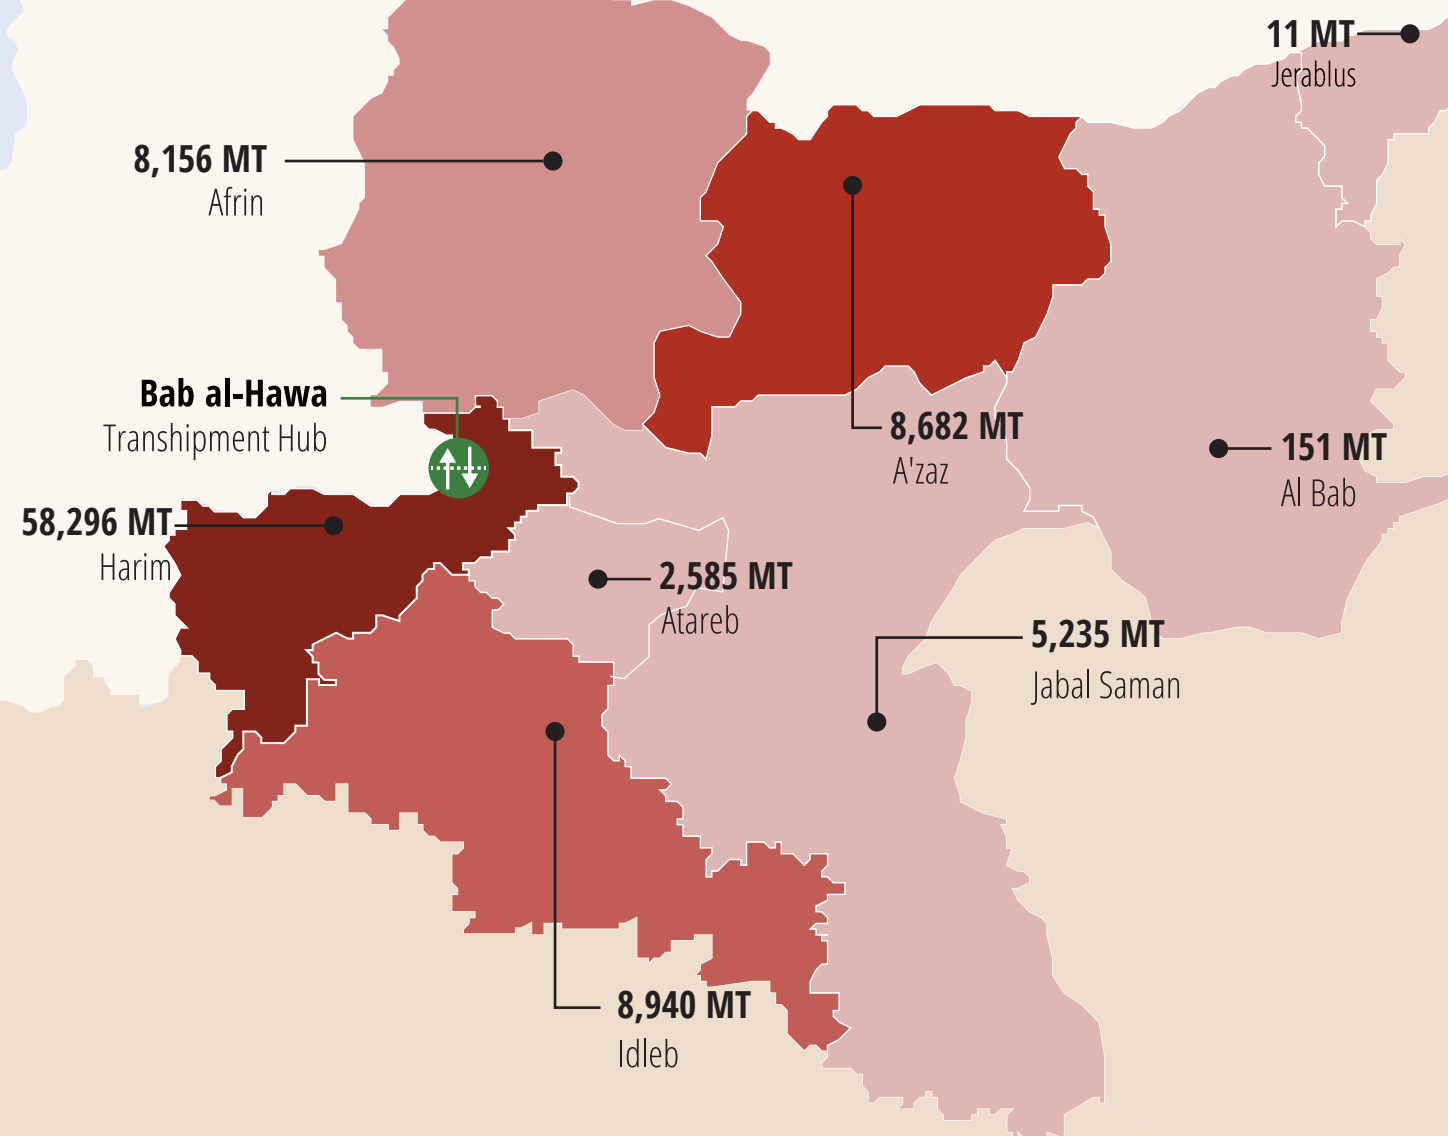 11 MT
Jerablus
8,156 MT
Afrin
Bab al-Hawa
Transhipment Hub
8,682 MT
A'zaz
151 MT
Al Bab
58,296 MT
Harim
2,585 MT
Atareb
5,235 MT
Jabal Saman
8,940 MT
Idleb